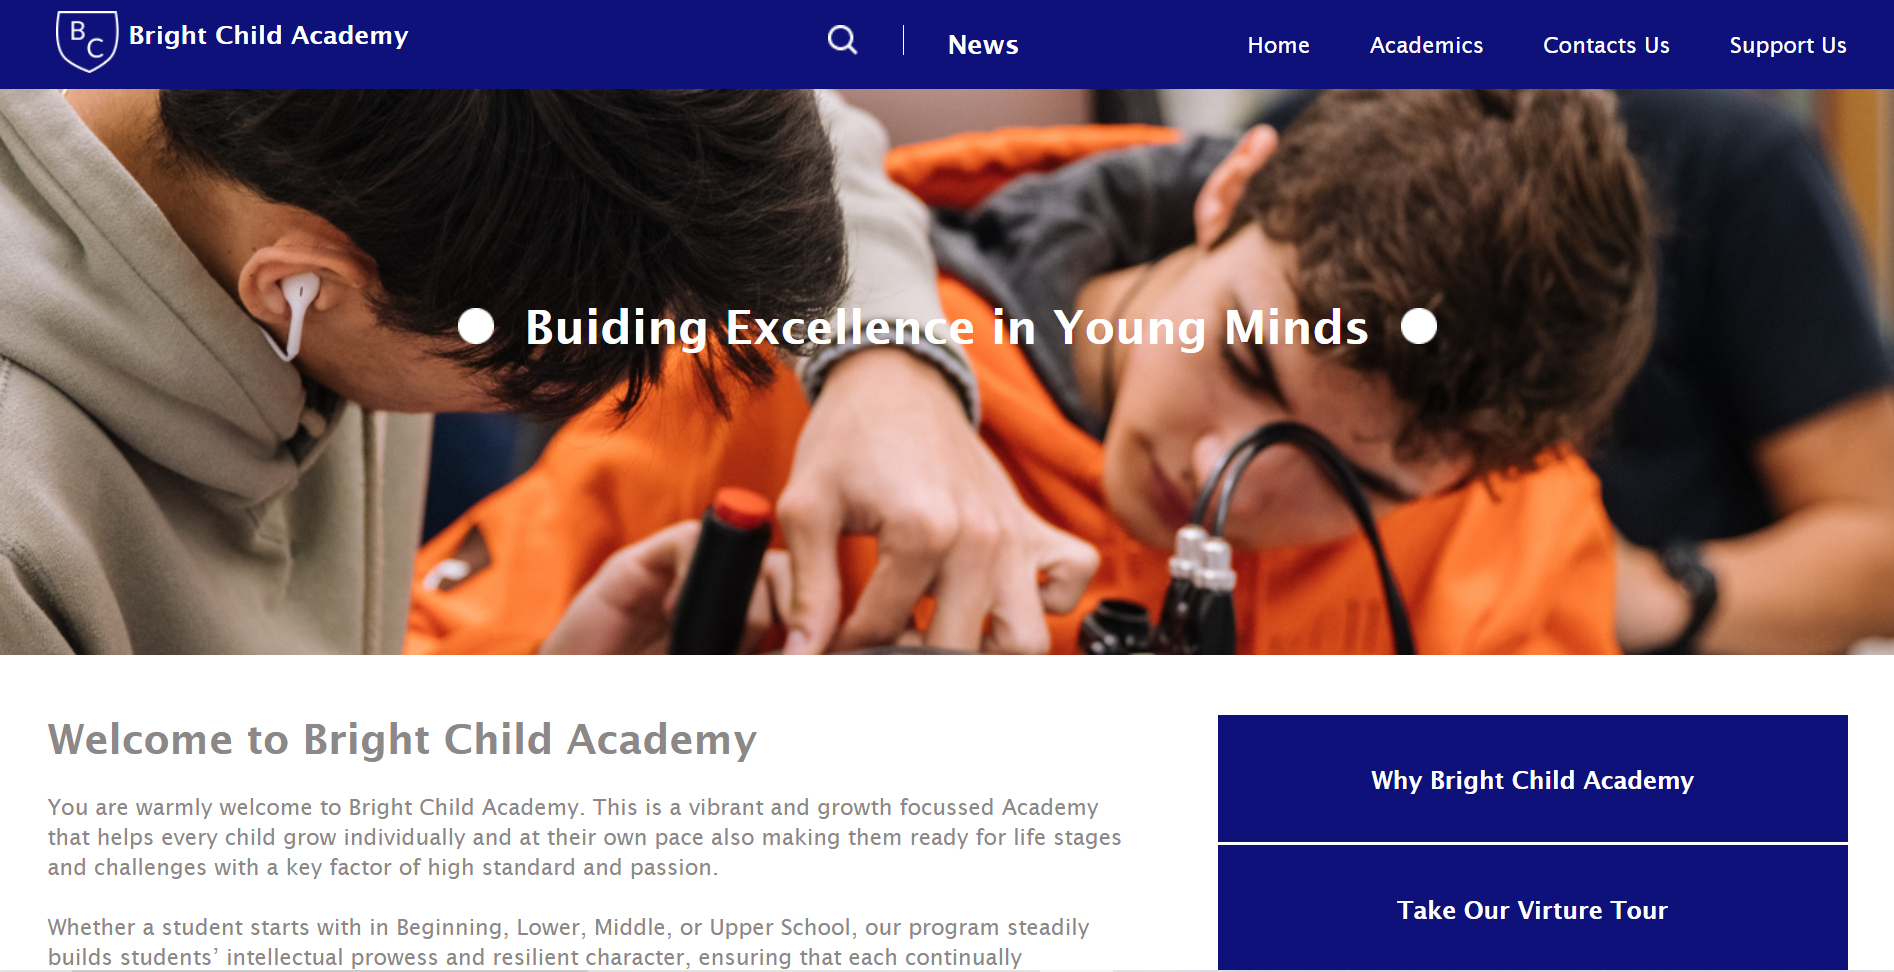 BC Bright Child Academy
News
Home
Academics
Contacts Us
Support Us
Buiding Excellence in Young Minds
Welcome to Bright Child Academy
You are warmly welcome to Bright Child Academy. This is a vibrant and growth focussed Academy
that helps every child grow individually and at their own pace also making them ready for life stages
and challenges with a key factor of high standard and passion.
Whether a student starts with in Beginning, Lower, Middle, or Upper School, our program steadily
builds students’ intellectual prowess and resilient character, ensuring that each continually
Why Bright Child Academy
Take Our Virture Tour